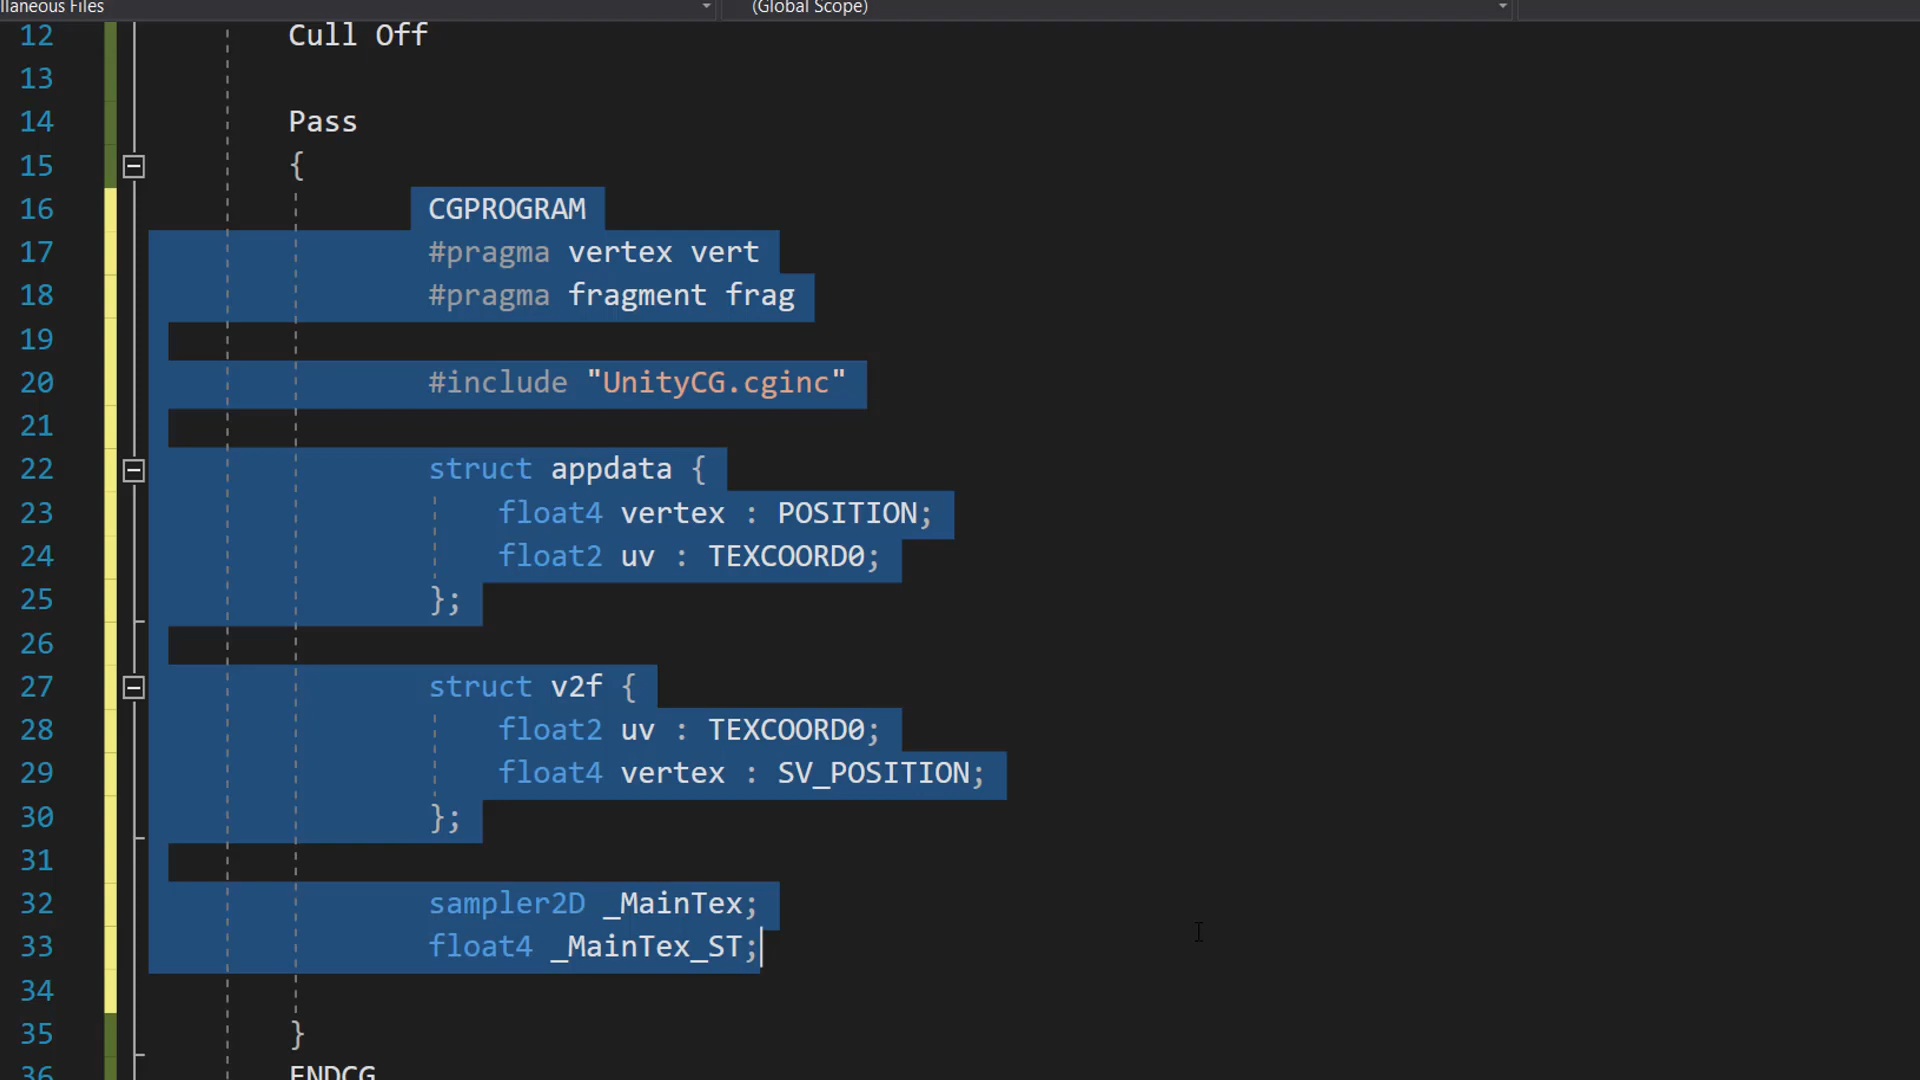 llaneous Files (Global Scope)
12 Cull Off
13
14 Pass
15 {
16 CGPROGRAM
17 #pragma vertex vert
18 #pragma fragment frag
19
20 #include "UnityCG.cginc"
21
22 struct appdata {
23 float4 vertex : POSITION;
24 float2 uv : TEXCOORD0;
25 };
26
27 struct v2f {
28 float2 uv : TEXCOORD0;
29 float4 vertex : SV_POSITION;
30 };
31
32 sampler2D _MainTex;
33 float4 _MainTex_ST;
34
35 }
36 ENDCG